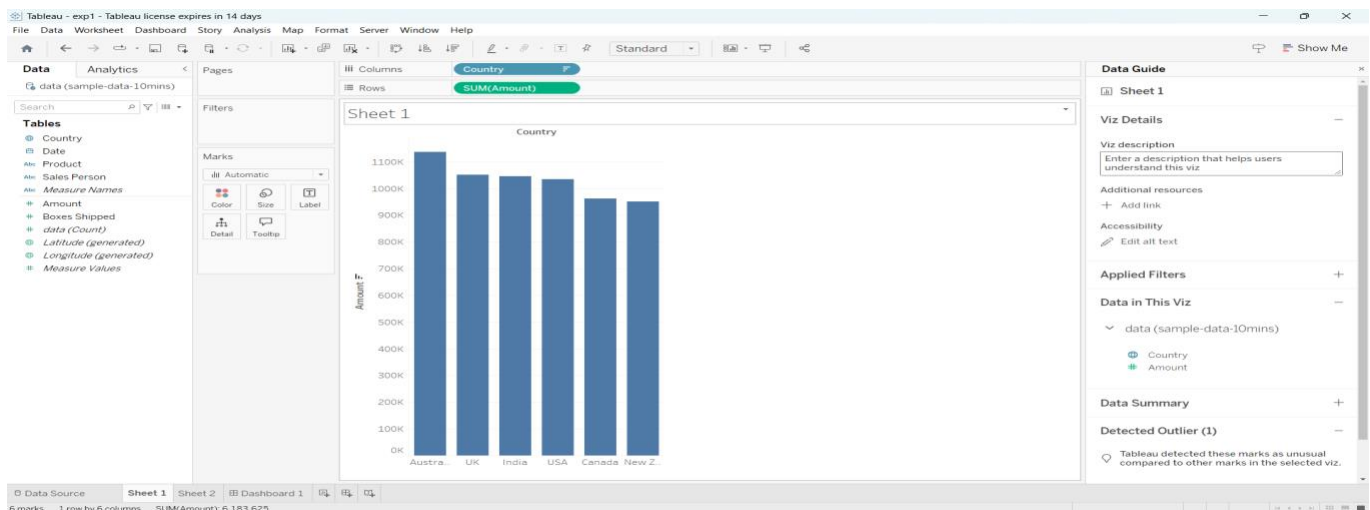 Tableau - exp1 - Tableau license expires in 14 days
File Data Worksheet Dashboard Story Analysis Map Format Server Window Help
Standard
Show Me
Data Analytics
data (sample-data-10mins)
Search
Tables
Country
Date
Abc Product
Abc Sales Person
Abc Measure Names
# Amount
# Boxes Shipped
# data (Count)
Latitude (generated)
Longitude (generated)
# Measure Values
Pages
Filters
Marks
Automatic
Color Size Label
Detail Tooltip
Columns Country
Rows SUM(Amount)
Sheet 1
Country
Amount
1100K
1000K
900K
800K
700K
600K
500K
400K
300K
200K
100K
0K
Austra.. UK India USA Canada New Z..
Data Guide
Sheet 1
Viz Details
Viz description
Enter a description that helps users
understand this viz
Additional resources
+ Add link
Accessibility
Edit alt text
Applied Filters
Data in This Viz
data (sample-data-10mins)
Country
# Amount
Data Summary
Detected Outlier (1)
Tableau detected these marks as unusual
compared to other marks in the selected viz.
Data Source Sheet 1 Sheet 2 Dashboard 1
6 marks 1 row by 6 columns SUM(Amount): 6,183,625